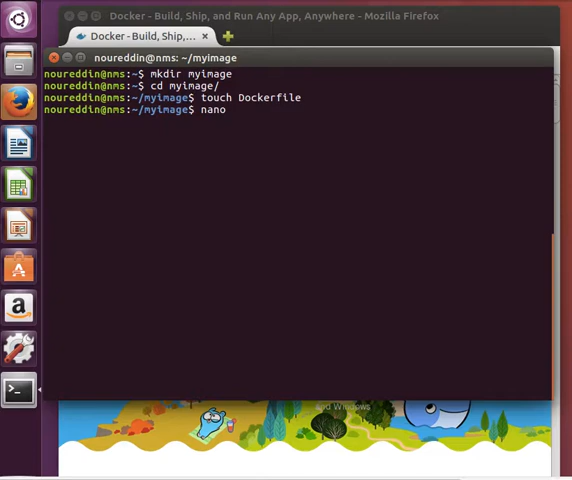 Docker - Build, Ship, and Run Any App, Anywhere - Mozilla Firefox
Docker - Build, Ship,...
noureddin@nms: ~/myimage
noureddin@nms:~$ mkdir myimage
noureddin@nms:~$ cd myimage/
noureddin@nms:~/myimage$ touch Dockerfile
noureddin@nms:~/myimage$ nano
and Windows